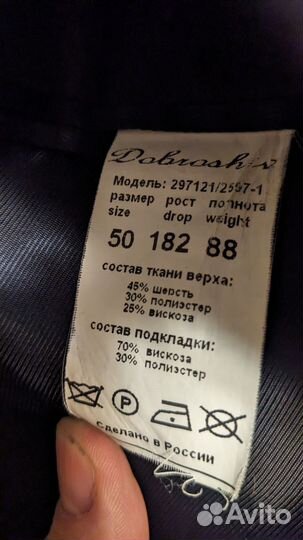 Dobroshiv
Модель: 297121/2597-1
размер рост полнота
size drop weight
50 182 88
состав ткани верха:
45% шерсть
30% полиэстер
25% вискоза
состав подкладки:
70% вискоза
30% полиэстер
P
Сделано в России
Avito